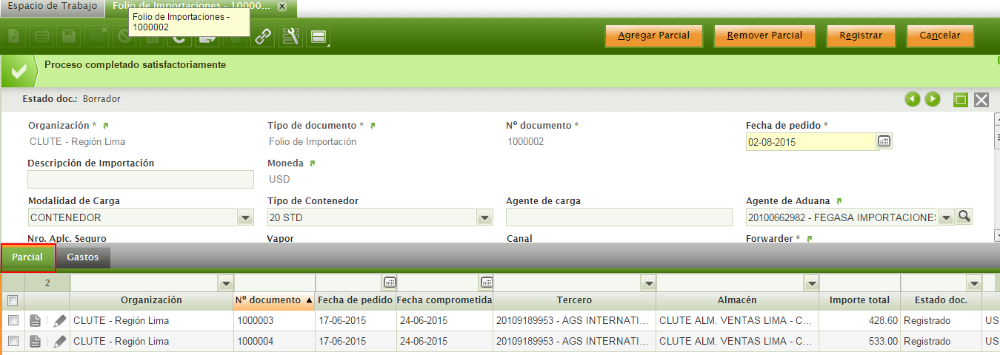 Espacio de Trabajo Folio de Importaciones - 10000...
Folio de Importaciones -
1000002
Agregar Parcial Remover Parcial Registrar Cancelar
Proceso completado satisfactoriamente
Estado doc.: Borrador
Organización * Tipo de documento * Nº documento * Fecha de pedido *
CLUTE - Región Lima Folio de Importación 1000002 02-08-2015
Descripción de Importación Moneda
USD
Modalidad de Carga Tipo de Contenedor Agente de carga Agente de Aduana
CONTENEDOR 20 STD 20100662982 - FEGASA IMPORTACIONES
Nro. Aplc. Seguro Vapor Canal Forwarder *
Parcial Gastos
2
Organización Nº documento Fecha de pedido Fecha comprometida Tercero Almacén Importe total Estado doc.
CLUTE - Región Lima 1000003 17-06-2015 24-06-2015 20109189953 - AGS INTERNATI... CLUTE ALM. VENTAS LIMA - C... 428.60 Registrado US
CLUTE - Región Lima 1000004 17-06-2015 24-06-2015 20109189953 - AGS INTERNATI... CLUTE ALM. VENTAS LIMA - C... 533.00 Registrado US